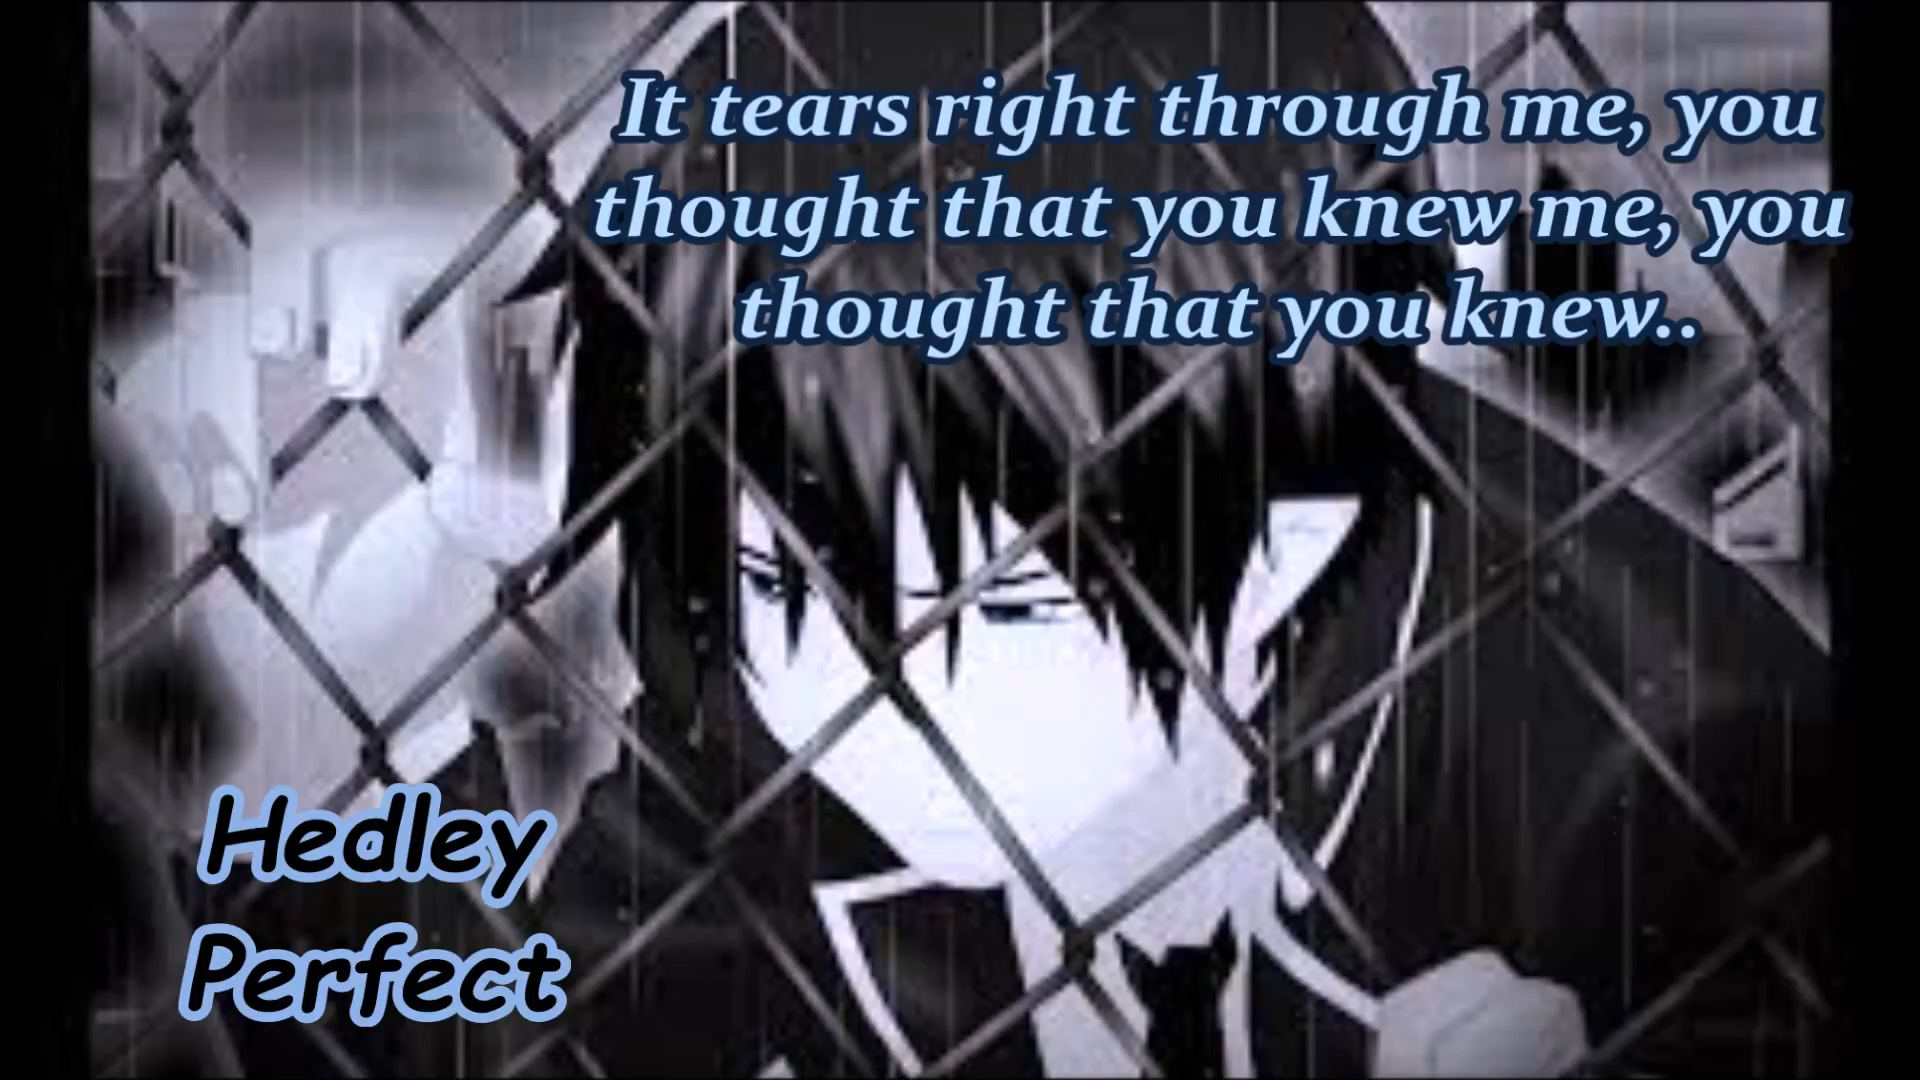 It tears right through me, you
thought that you knew me, you
thought that you knew..
Hedley
Perfect